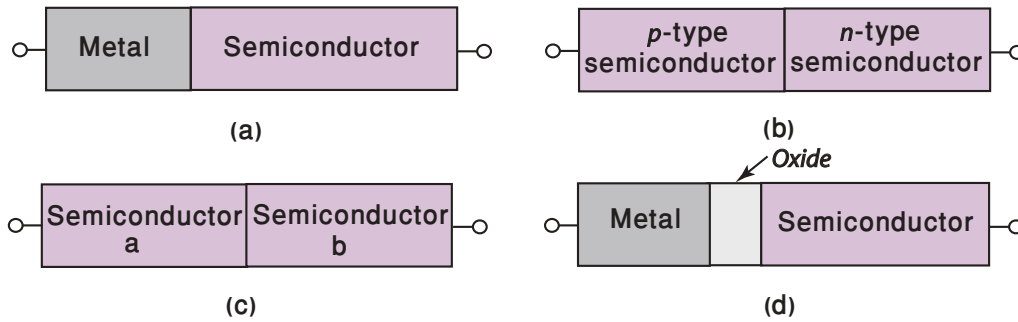 Metal
Semiconductor
(a)
p-type
semiconductor
n-type
semiconductor
(b)
Semiconductor
a
Semiconductor
b
(c)
Oxide
Metal
Semiconductor
(d)